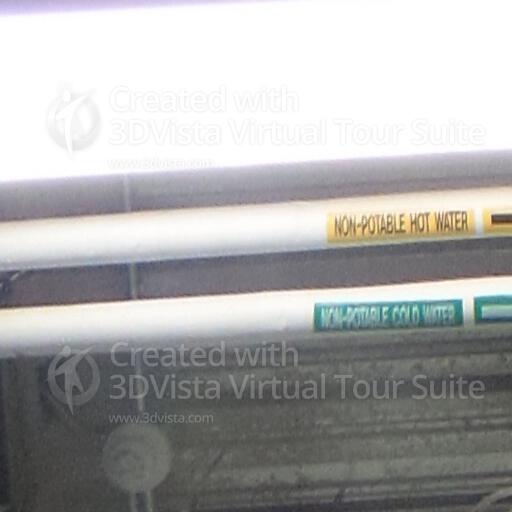 Created with
3DVista Virtual Tour Suite
www.3dvista.com
NON-POTABLE HOT WATER
NON-POTABLE COLD WATER
Created with
3DVista Virtual Tour Suite
www.3dvista.com